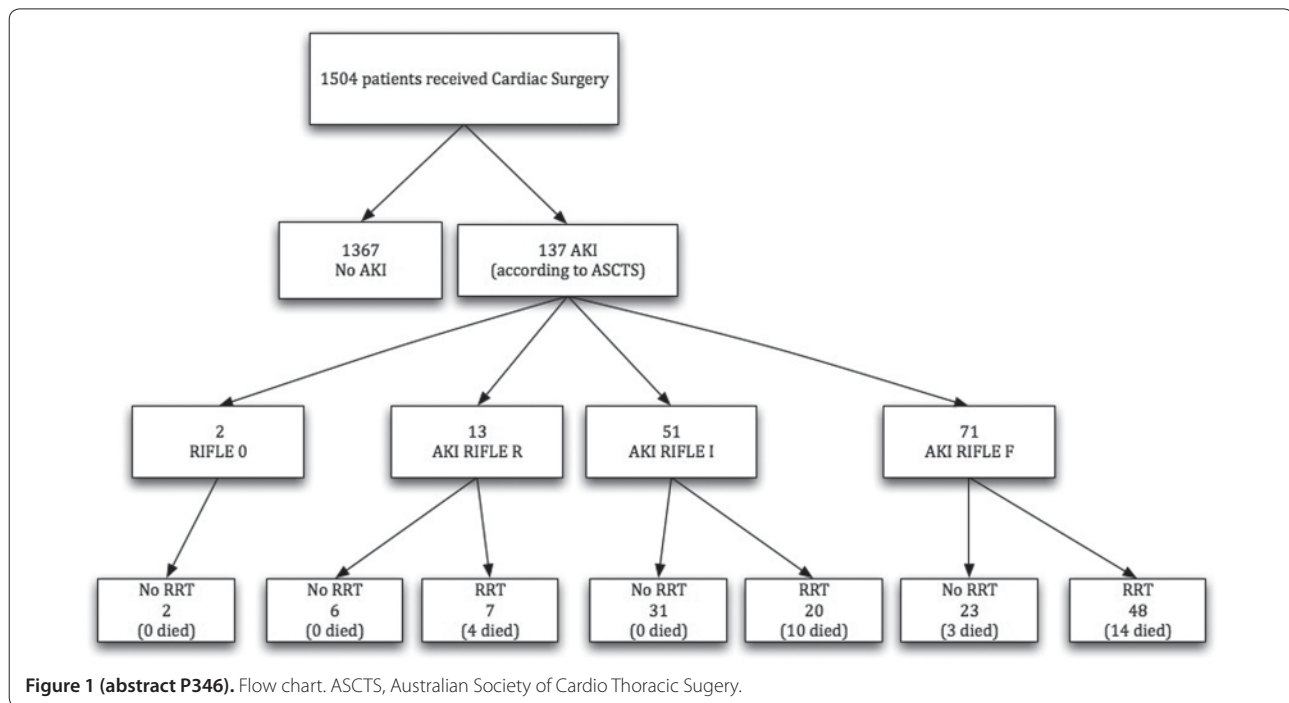 1504 patients received Cardiac Surgery
1367
No AKI
137 AKI
(according to ASCTS)
2
RIFLE 0
13
AKI RIFLE R
51
AKI RIFLE I
71
AKI RIFLE F
No RRT
2
(0 died)
No RRT
6
(0 died)
RRT
7
(4 died)
No RRT
31
(0 died)
RRT
20
(10 died)
No RRT
23
(3 died)
RRT
48
(14 died)
Figure 1 (abstract P346). Flow chart. ASCTS, Australian Society of Cardio Thoracic Sugery.